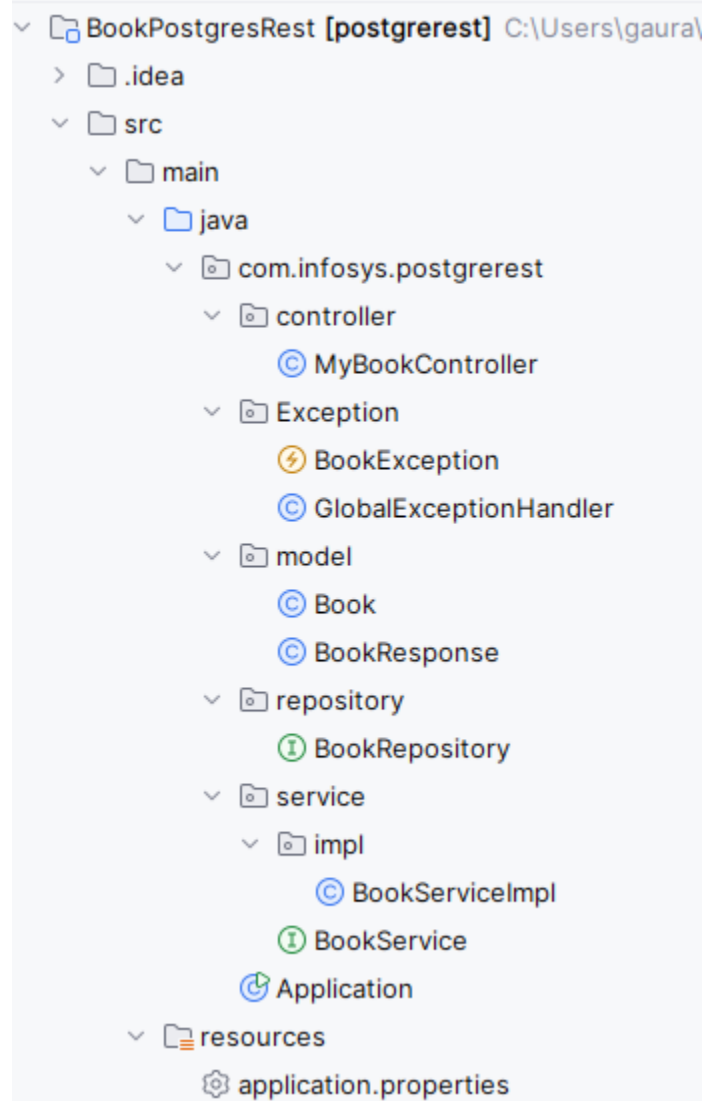 BookPostgresRest [postgrerest] C:\Users\gaura\
.idea
src
main
java
com.infosys.postgrerest
controller
MyBookController
Exception
BookException
GlobalExceptionHandler
model
Book
BookResponse
repository
BookRepository
service
impl
BookServiceImpl
BookService
Application
resources
application.properties